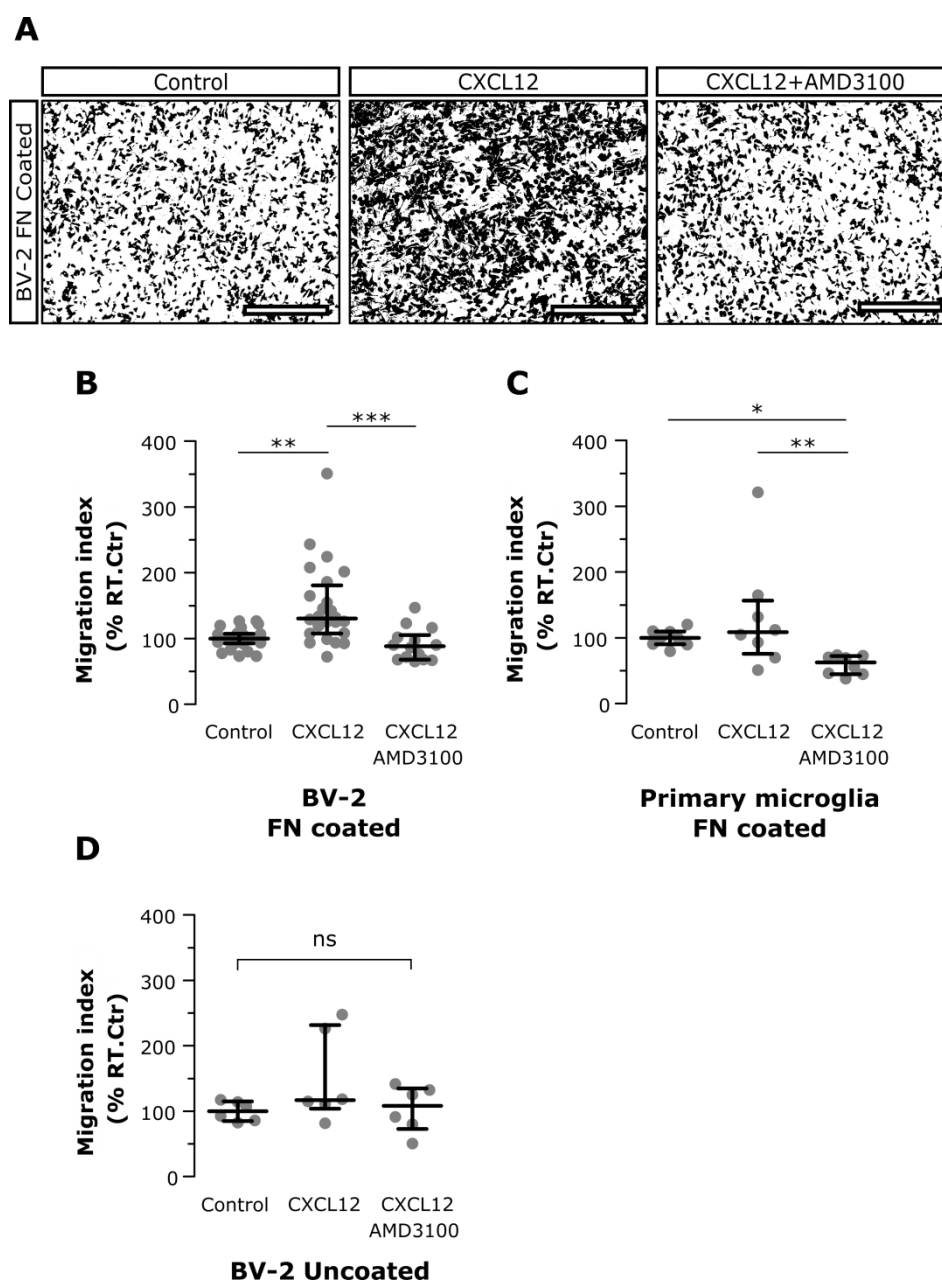 A
Control
CXCL12
CXCL12+AMD3100
BV-2 FN Coated
B
**
***
400
300
200
100
0
Migration index
(% RT.Ctr)
Control
CXCL12
CXCL12
AMD3100
BV-2
FN coated
C
*
**
400
300
200
100
0
Migration index
(% RT.Ctr)
Control
CXCL12
CXCL12
AMD3100
Primary microglia
FN coated
D
ns
400
300
200
100
0
Migration index
(% RT.Ctr)
Control
CXCL12
CXCL12
AMD3100
BV-2 Uncoated